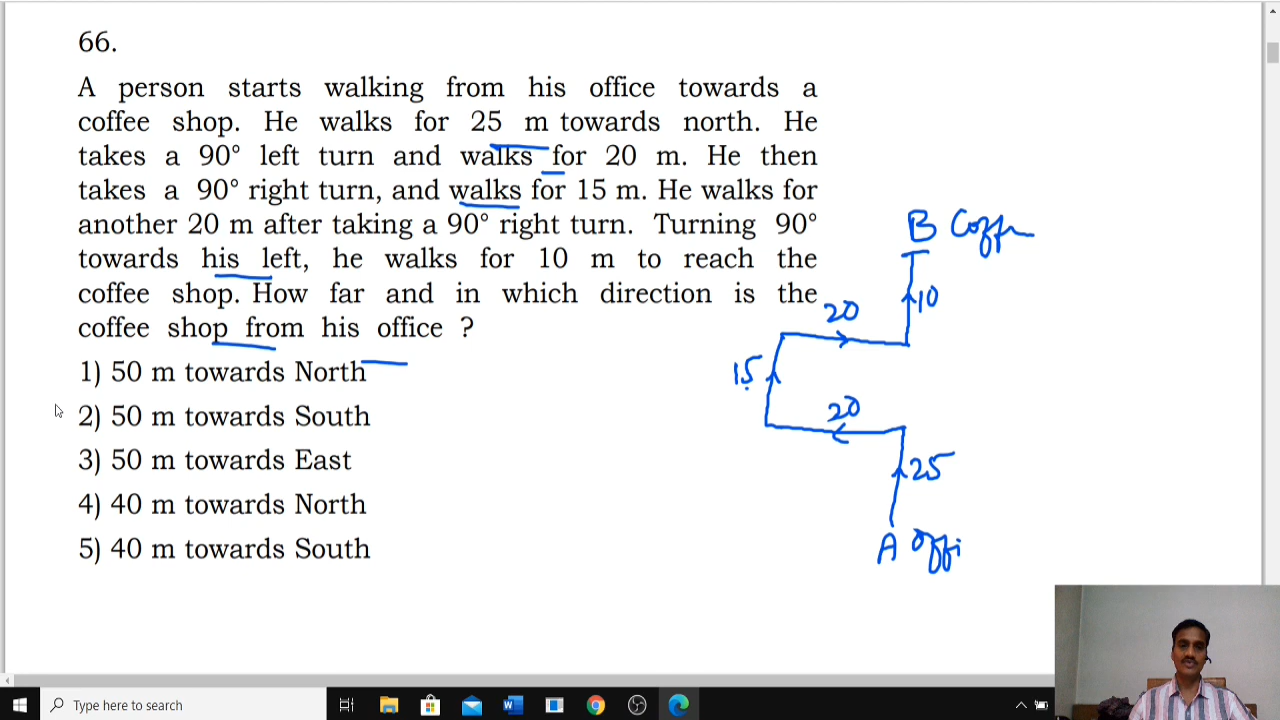 66.
A person starts walking from his office towards a
coffee shop. He walks for 25 m towards north. He
takes a 90° left turn and walks for 20 m. He then
takes a 90° right turn, and walks for 15 m. He walks for
another 20 m after taking a 90° right turn. Turning 90°
towards his left, he walks for 10 m to reach the
coffee shop. How far and in which direction is the
coffee shop from his office ?
1) 50 m towards North
2) 50 m towards South
3) 50 m towards East
4) 40 m towards North
5) 40 m towards South
B
10
20
15
20
25
A
Type here to search